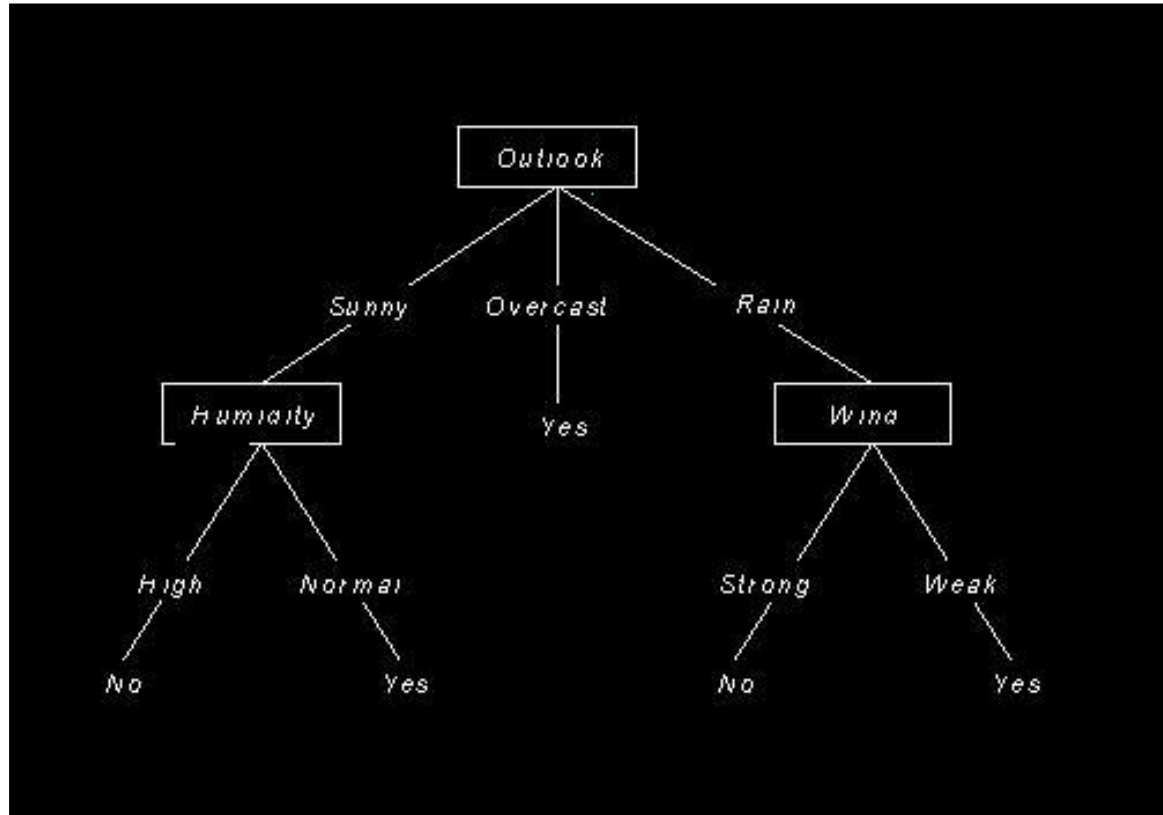 Outlook
Sunny Overcast Rain
Humidity Yes Wind
High Normal Strong Weak
No Yes No Yes